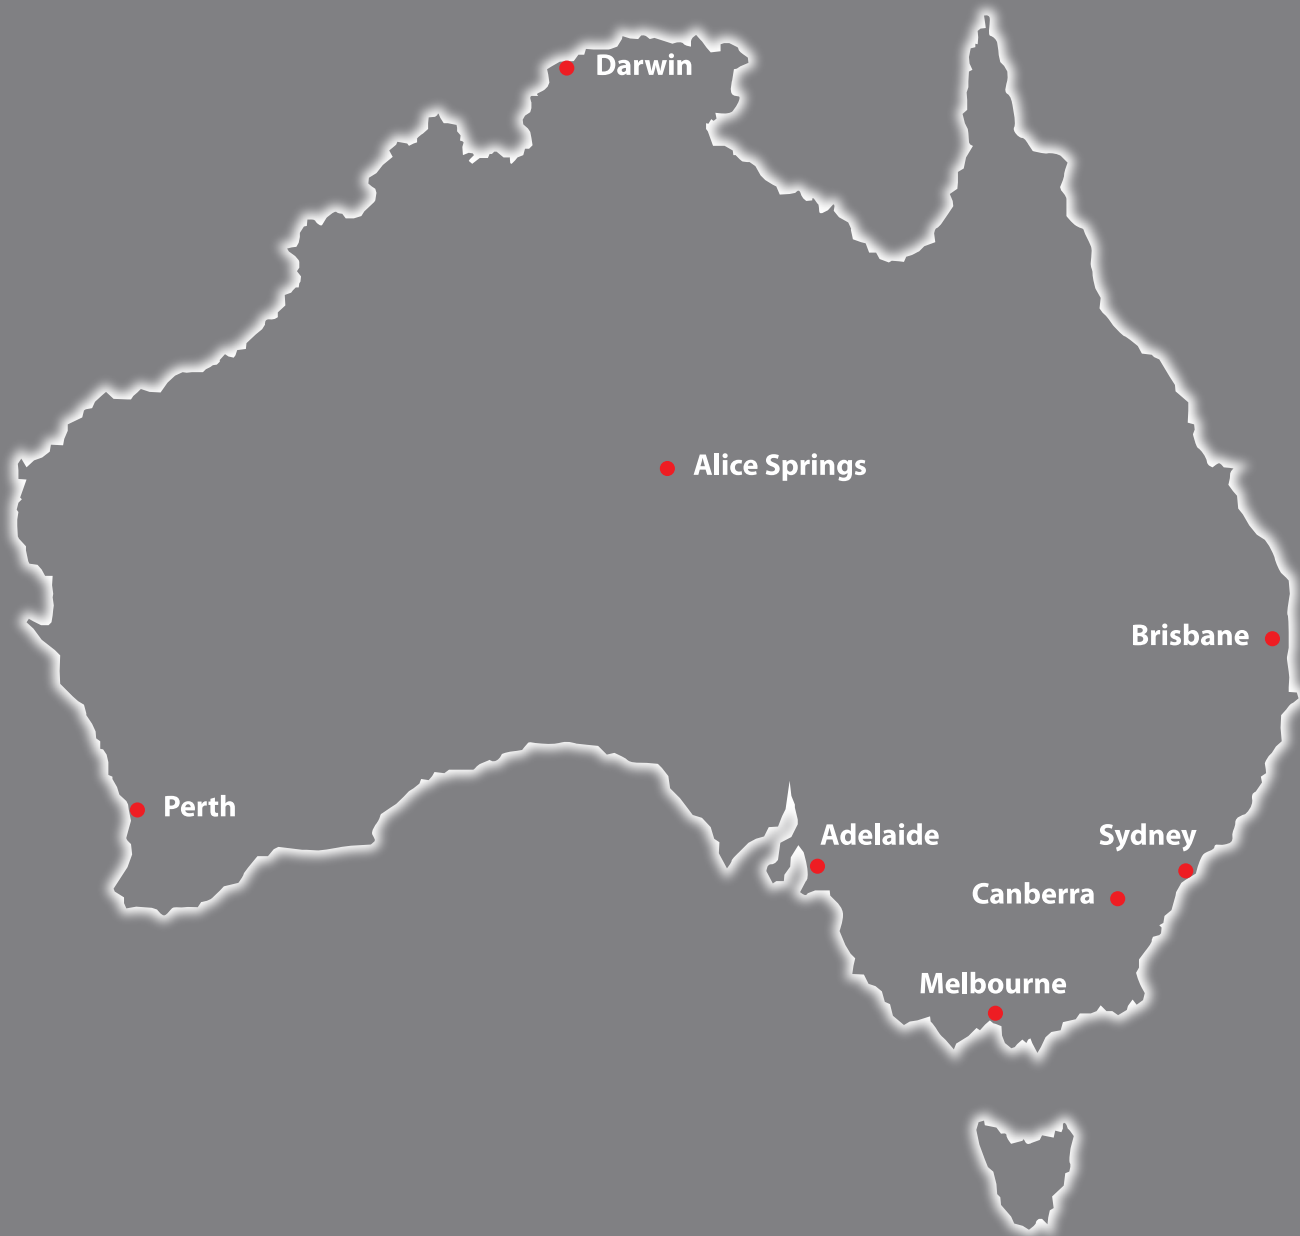 Darwin
Alice Springs
Brisbane
Perth
Adelaide
Sydney
Canberra
Melbourne